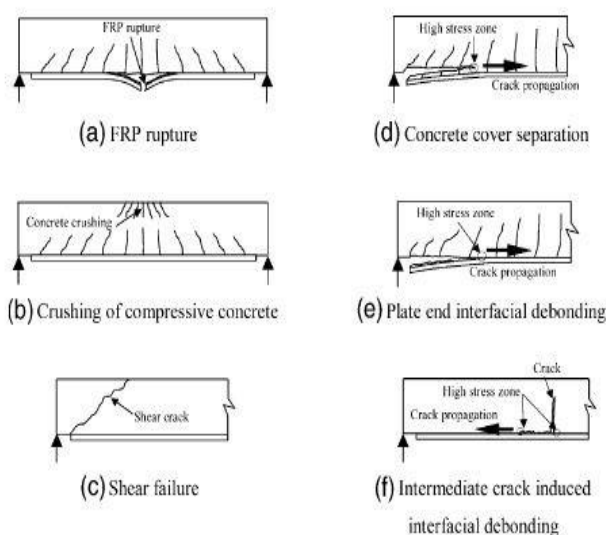 FRP rupture
(a) FRP rupture
Concrete crushing
(b) Crushing of compressive concrete
Shear crack
(c) Shear failure
High stress zone
Crack propagation
(d) Concrete cover separation
High stress zone
Crack propagation
(e) Plate end interfacial debonding
Crack
High stress zone
Crack propagation
(f) Intermediate crack induced
interfacial debonding